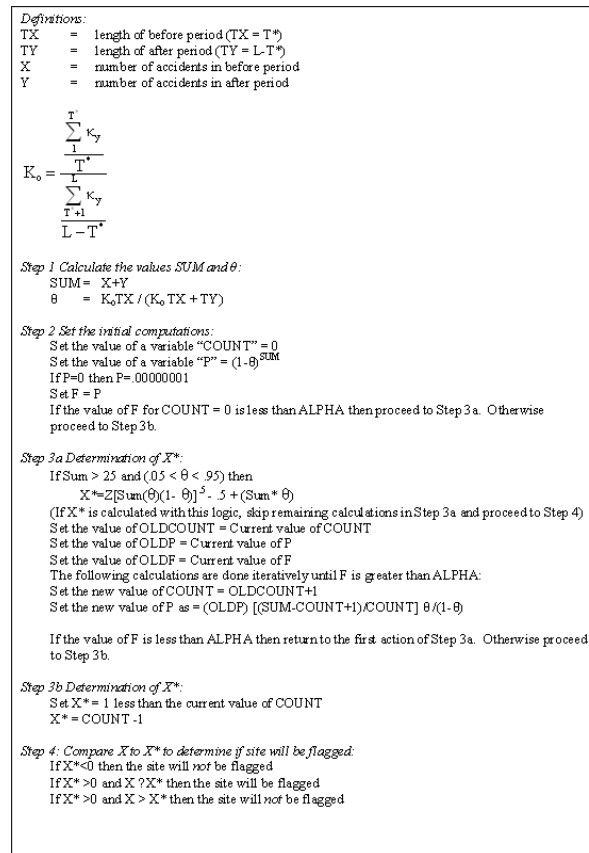 Definitions:
TX = length of before period (TX = T*)
TY = length of after period (TY = L-T*)
X = number of accidents in before period
Y = number of accidents in after period
T*
∑ κy
1
T*
K₀ =
L
∑ κy
T*+1
L – T*
Step 1 Calculate the values SUM and θ:
SUM = X+Y
θ = K₀TX / (K₀ TX + TY)
Step 2 Set the initial computations:
Set the value of a variable “COUNT” = 0
Set the value of a variable “P” = (1-θ)^SUM
If P=0 then P=.00000001
Set F = P
If the value of F for COUNT = 0 is less than ALPHA then proceed to Step 3a. Otherwise
proceed to Step 3b.
Step 3a Determination of X*:
If Sum > 25 and (.05 < θ < .95) then
X*=Z[Sum(θ)(1- θ)]^.5 - .5 + (Sum* θ)
(If X* is calculated with this logic, skip remaining calculations in Step 3a and proceed to Step 4)
Set the value of OLDCOUNT = Current value of COUNT
Set the value of OLDP = Current value of P
Set the value of OLDF = Current value of F
The following calculations are done iteratively until F is greater than ALPHA:
Set the new value of COUNT = OLDCOUNT+1
Set the new value of P as = (OLDP) [(SUM-COUNT+1)/COUNT] θ/(1-θ)
If the value of F is less than ALPHA then return to the first action of Step 3a. Otherwise proceed
to Step 3b.
Step 3b Determination of X*:
Set X* = 1 less than the current value of COUNT
X* = COUNT -1
Step 4: Compare X to X* to determine if site will be flagged:
If X*<0 then the site will not be flagged
If X* >0 and X ?X* then the site will be flagged
If X* >0 and X > X* then the site will not be flagged